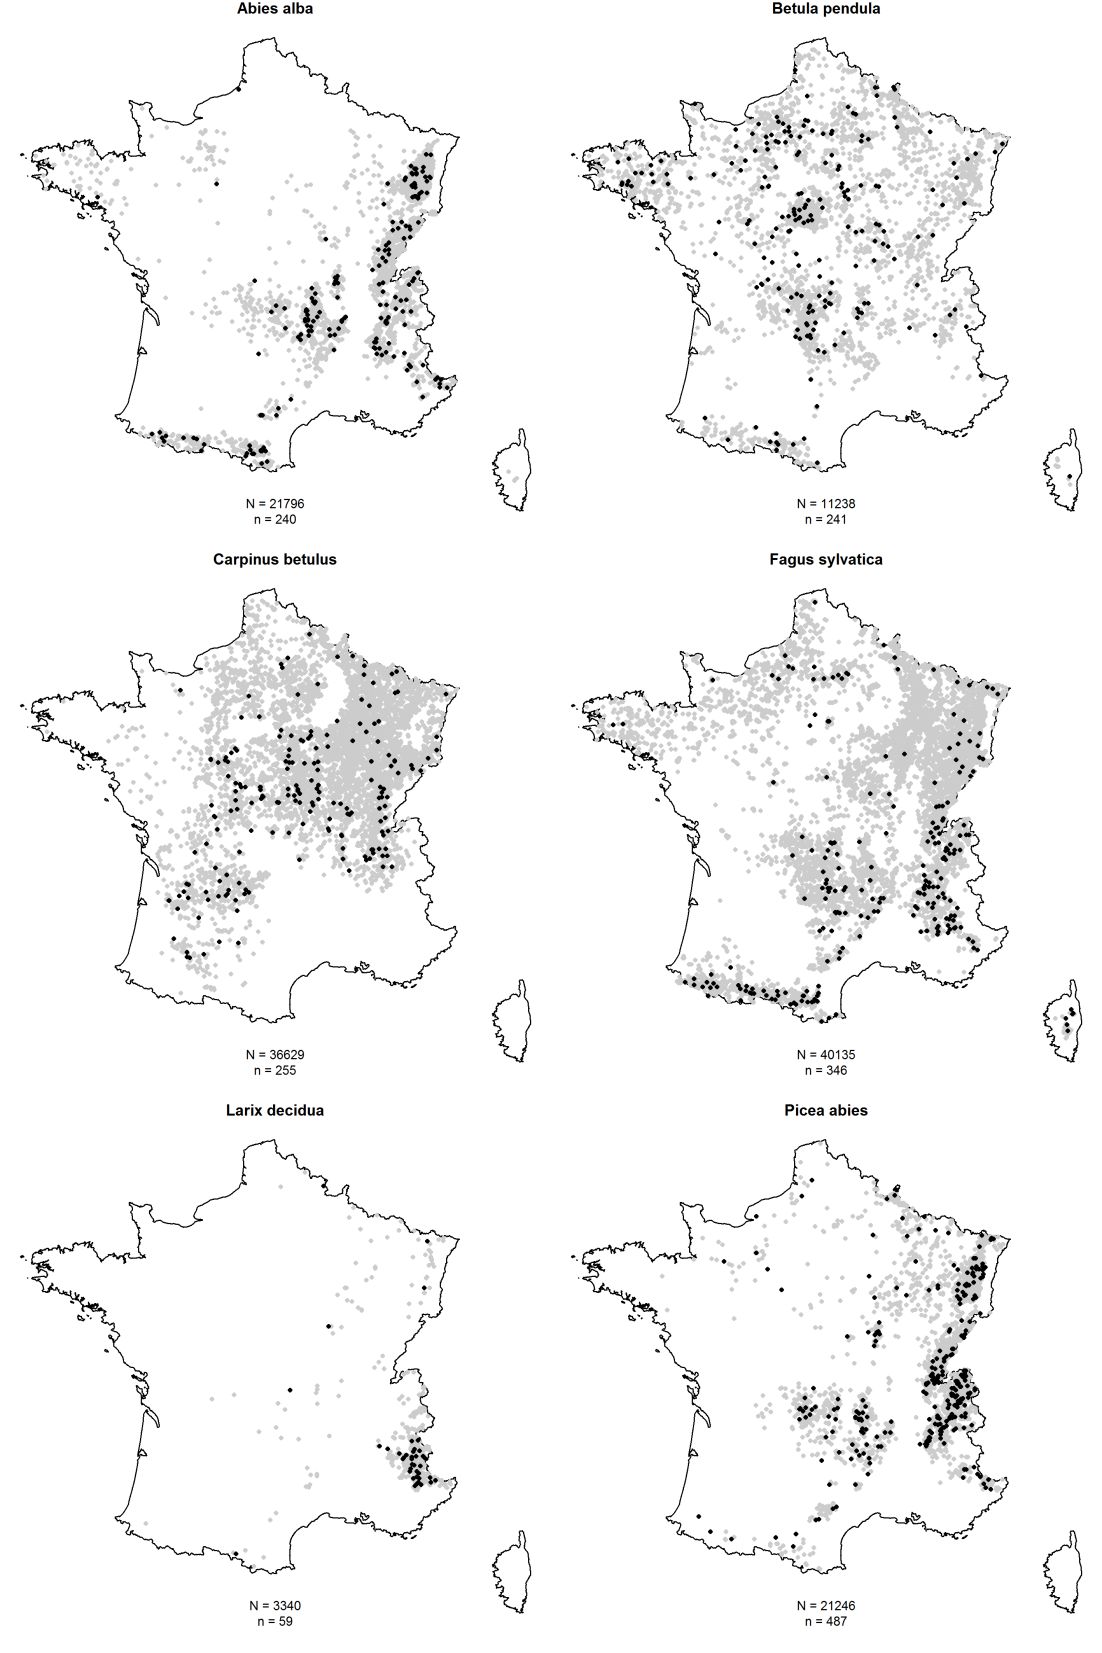 Abies alba
Betula pendula
N = 21796
n = 240
N = 11238
n = 241
Carpinus betulus
Fagus sylvatica
N = 36629
n = 255
N = 40135
n = 346
Larix decidua
Picea abies
N = 3340
n = 59
N = 21246
n = 487